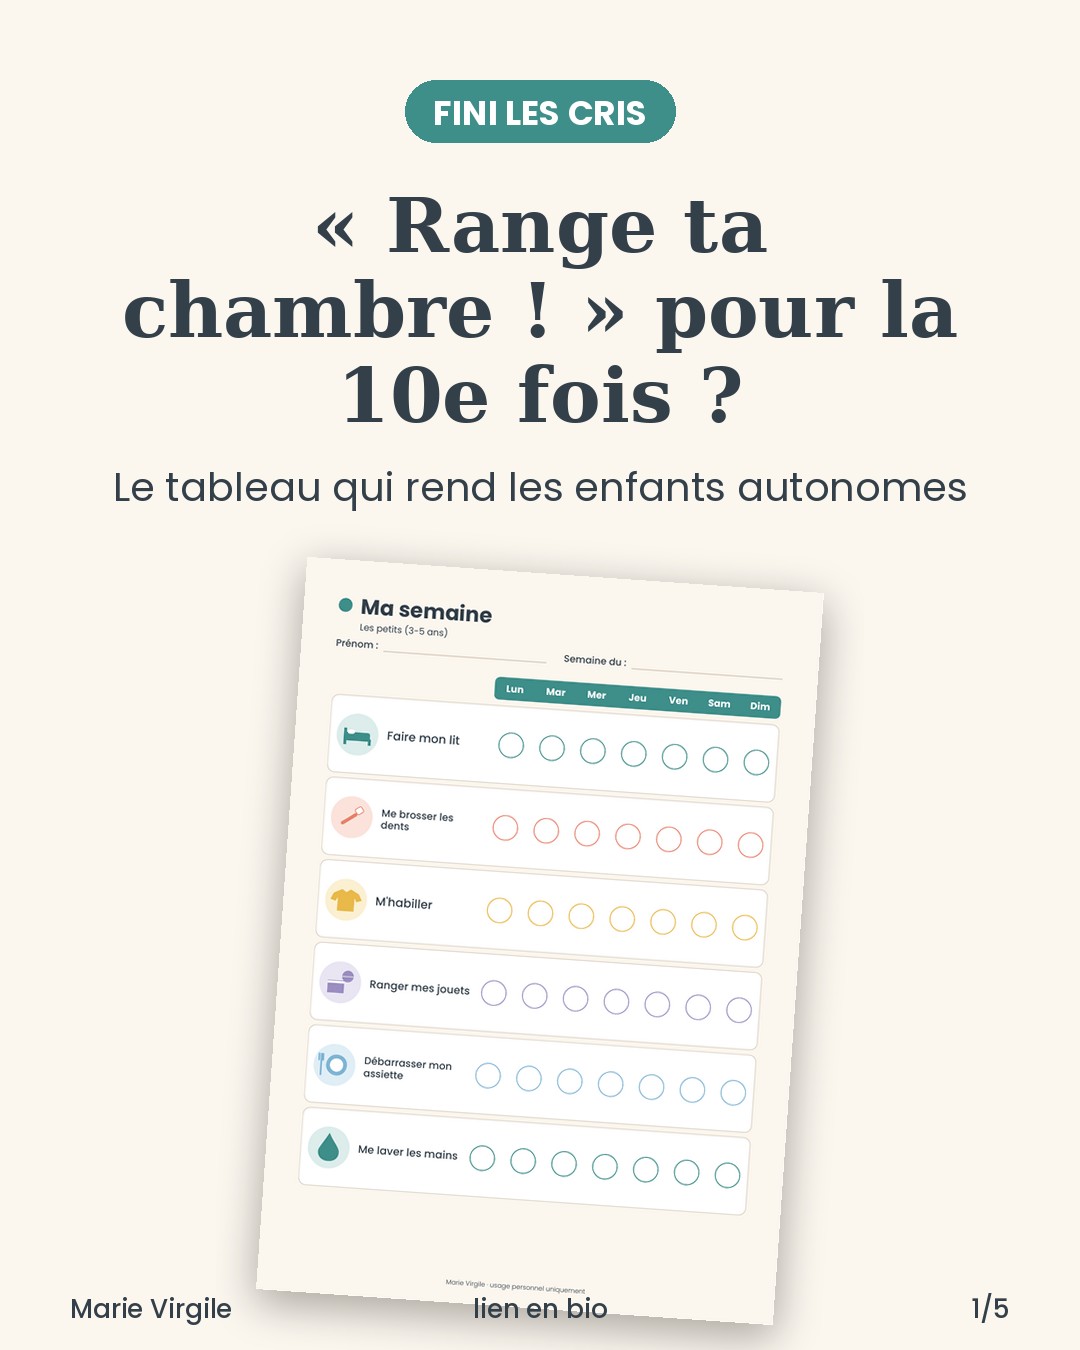 FINI LES CRIS
« Range ta
chambre ! » pour la
10e fois ?
Le tableau qui rend les enfants autonomes
Ma semaine
Les petits (3-5 ans)
Prénom :
Semaine du :
Lun Mar Mer Jeu Ven Sam Dim
Faire mon lit
Me brosser les
dents
M'habiller
Ranger mes jouets
Débarrasser mon
assiette
Me laver les mains
Marie Virgile · usage personnel uniquement
Marie Virgile
lien en bio
1/5